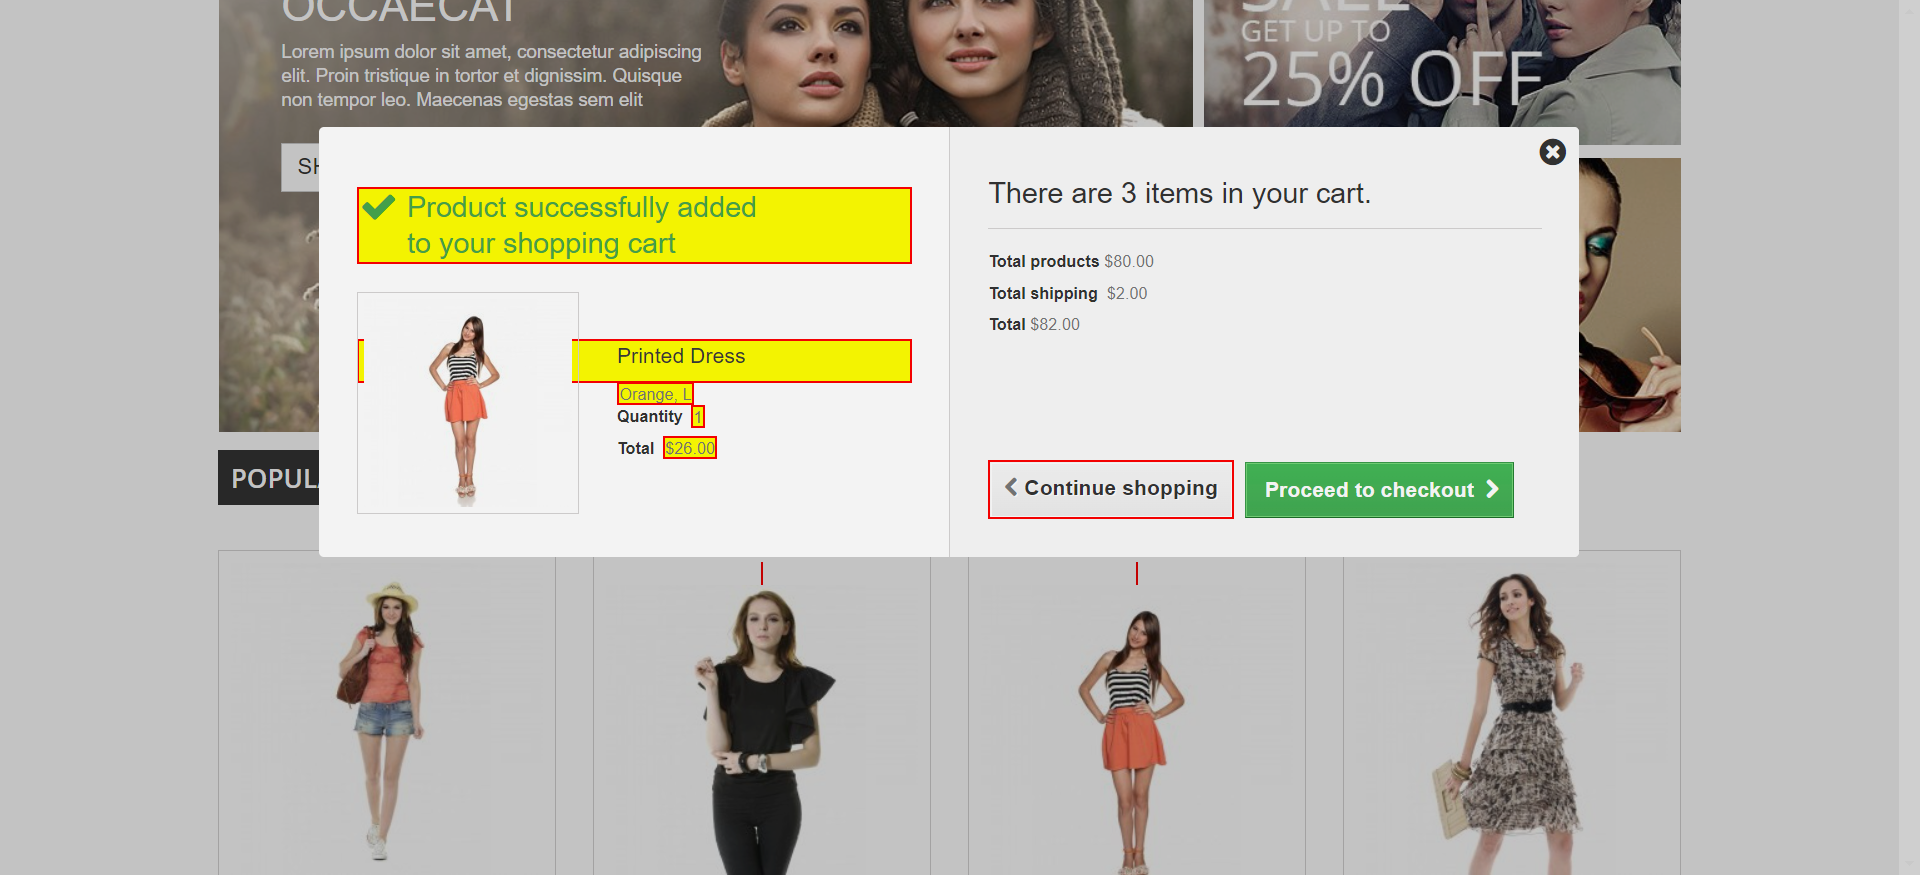 OCCAECAT
Lorem ipsum dolor sit amet, consectetur adipiscing
elit. Proin tristique in tortor et dignissim. Quisque
non tempor leo. Maecenas egestas sem elit
SALE
GET UP TO
25% OFF
SH
Product successfully added
to your shopping cart
Printed Dress
Orange, L
Quantity 1
Total $26.00
There are 3 items in your cart.
Total products $80.00
Total shipping $2.00
Total $82.00
Continue shopping
Proceed to checkout
POPUL